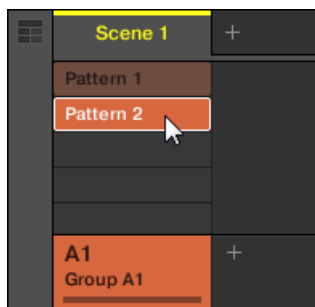 Scene 1
+
Pattern 1
Pattern 2
A1
+
Group A1